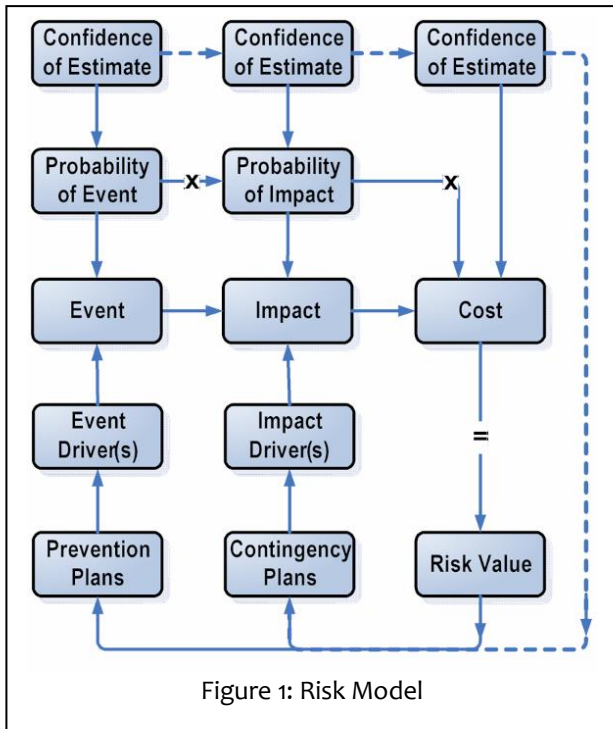 Confidence
of Estimate
Confidence
of Estimate
Confidence
of Estimate
Probability
of Event
x
Probability
of Impact
x
Event
Impact
Cost
Event
Driver(s)
Impact
Driver(s)
=
Prevention
Plans
Contingency
Plans
Risk Value
Figure 1: Risk Model